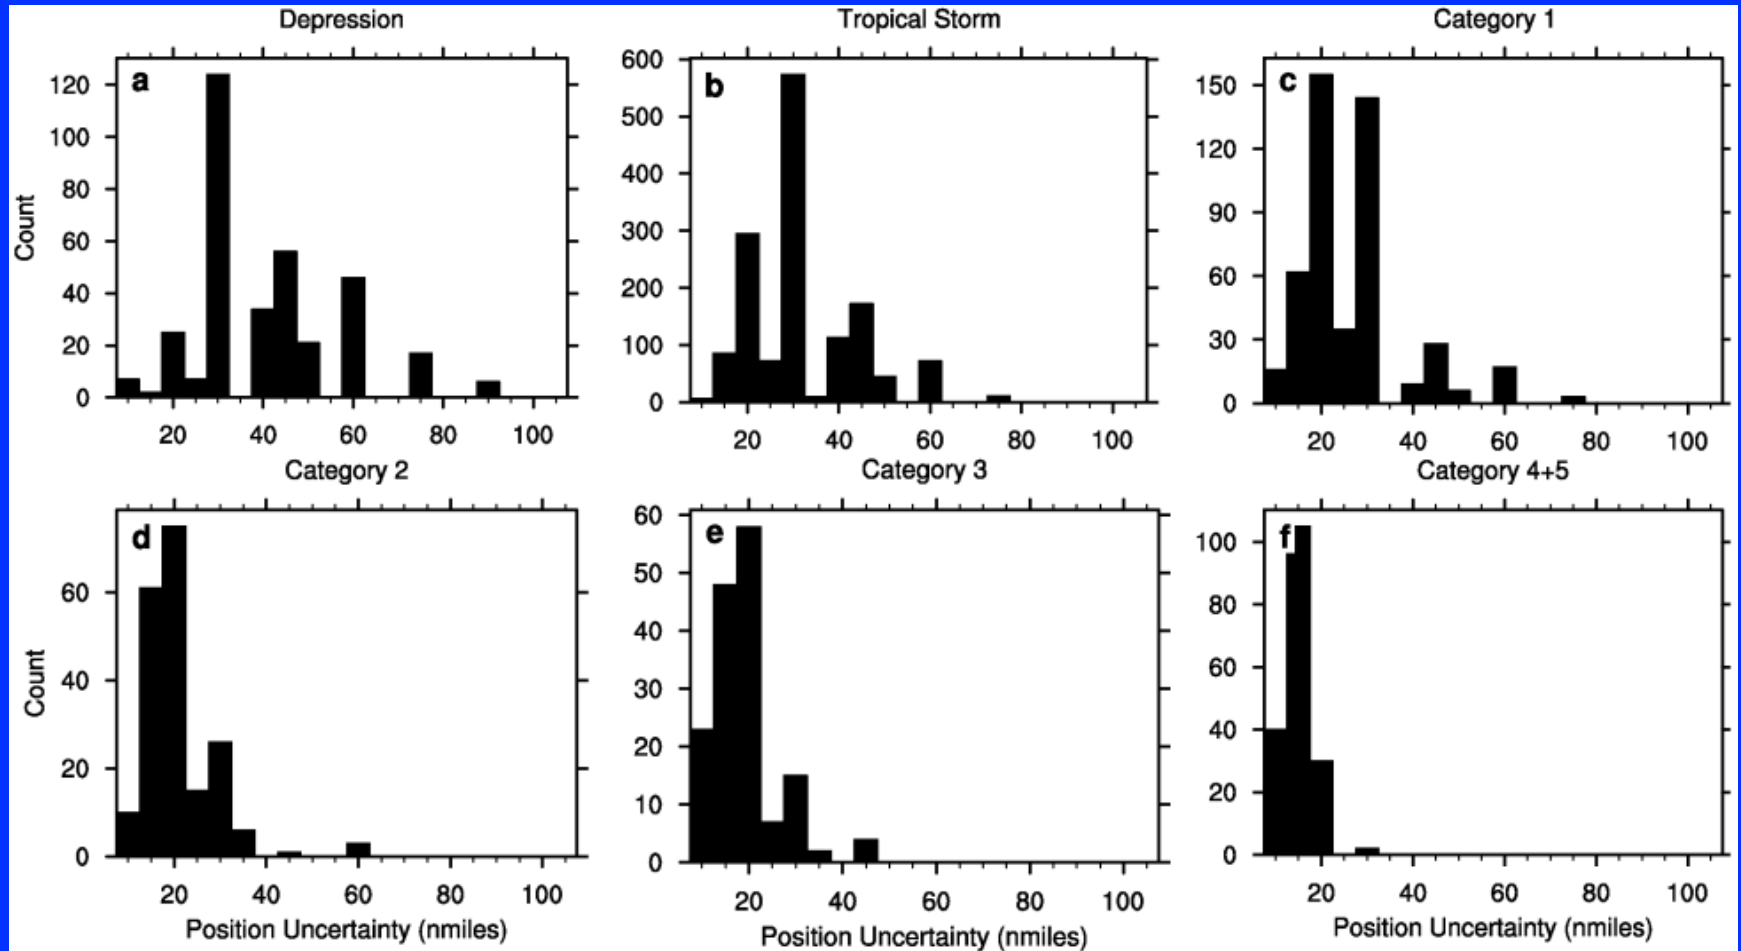 Depression
Tropical Storm
Category 1
a
b
c
Count
120
100
80
60
40
20
0
600
500
400
300
200
100
0
150
120
90
60
30
0
20 40 60 80 100
20 40 60 80 100
20 40 60 80 100
Category 2
Category 3
Category 4+5
d
e
f
Count
60
40
20
0
60
50
40
30
20
10
0
100
80
60
40
20
0
20 40 60 80 100
20 40 60 80 100
20 40 60 80 100
Position Uncertainty (nmiles)
Position Uncertainty (nmiles)
Position Uncertainty (nmiles)